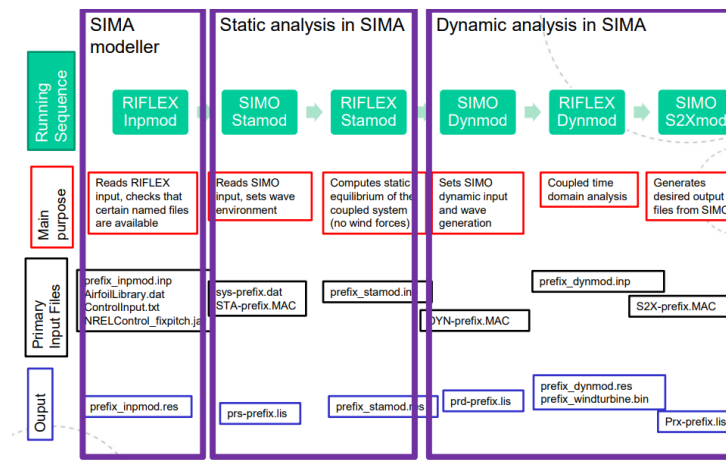 SIMA
modeller
Static analysis in SIMA
Dynamic analysis in SIMA
Running
Sequence
RIFLEX
Inpmod
SIMO
Stamod
RIFLEX
Stamod
SIMO
Dynmod
RIFLEX
Dynmod
SIMO
S2Xmod
Main
purpose
Reads RIFLEX
input, checks that
certain named files
are available
Reads SIMO
input, sets wave
environment
Computes static
equilibrium of the
coupled system
(no wind forces)
Sets SIMO
dynamic input
and wave
generation
Coupled time
domain analysis
Generates
desired output
files from SIMO
Primary
Input Files
prefix_inpmod.inp
AirfoilLibrary.dat
ControlInput.txt
NRELControl_fixpitch.ja
sys-prefix.dat
STA-prefix.MAC
prefix_stamod.in
DYN-prefix.MAC
prefix_dynmod.inp
S2X-prefix.MAC
Ouput
prefix_inpmod.res
prs-prefix.lis
prefix_stamod.res
prd-prefix.lis
prefix_dynmod.res
prefix_windturbine.bin
Prx-prefix.lis